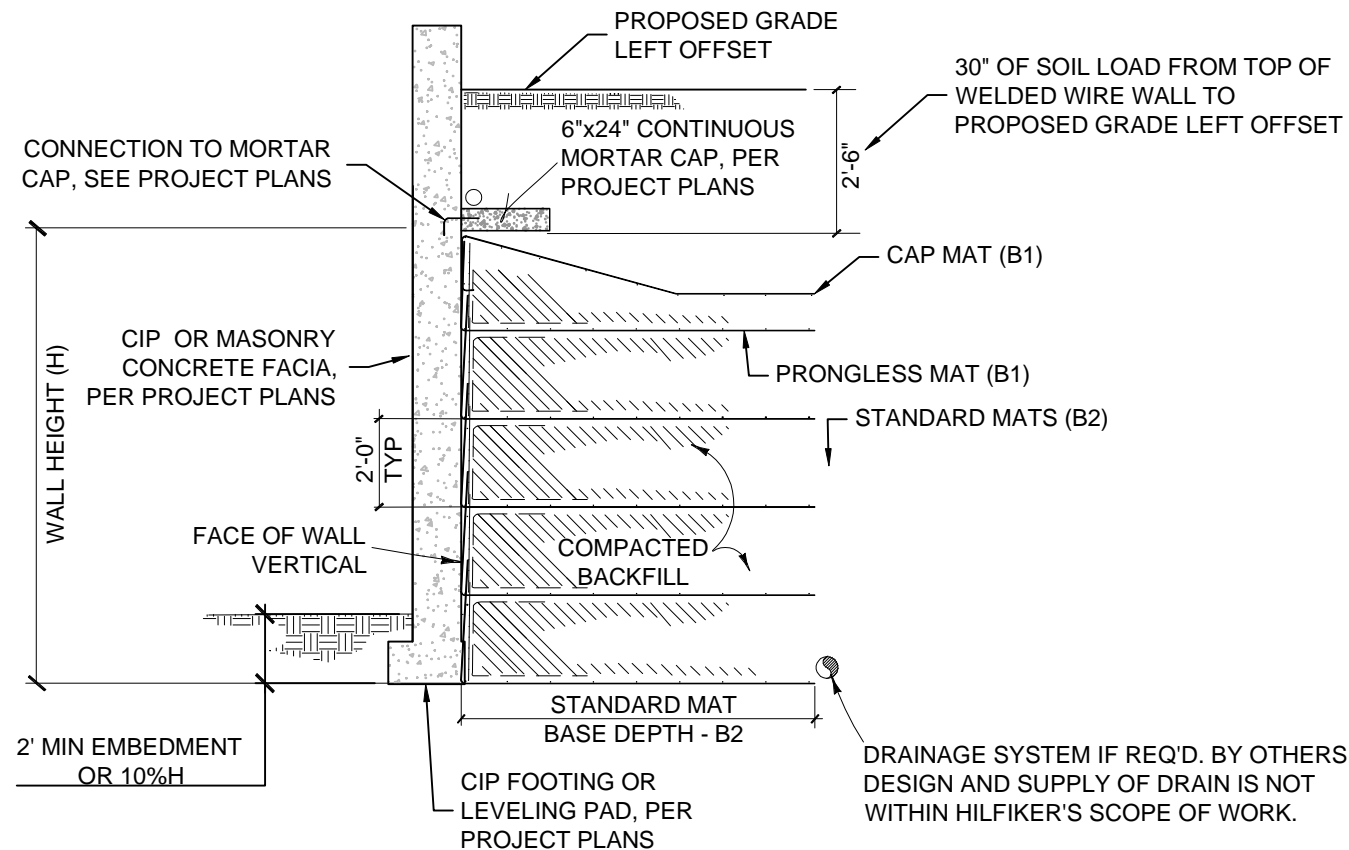 PROPOSED GRADE
LEFT OFFSET
30" OF SOIL LOAD FROM TOP OF
WELDED WIRE WALL TO
PROPOSED GRADE LEFT OFFSET
6"x24" CONTINUOUS
MORTAR CAP, PER
PROJECT PLANS
2'-6"
CONNECTION TO MORTAR
CAP, SEE PROJECT PLANS
CAP MAT (B1)
WALL HEIGHT (H)
CIP OR MASONRY
CONCRETE FACIA,
PER PROJECT PLANS
PRONGLESS MAT (B1)
STANDARD MATS (B2)
2'-0"
TYP
FACE OF WALL
VERTICAL
COMPACTED
BACKFILL
STANDARD MAT
BASE DEPTH - B2
2' MIN EMBEDMENT
OR 10%H
CIP FOOTING OR
LEVELING PAD, PER
PROJECT PLANS
DRAINAGE SYSTEM IF REQ'D. BY OTHERS
DESIGN AND SUPPLY OF DRAIN IS NOT
WITHIN HILFIKER'S SCOPE OF WORK.